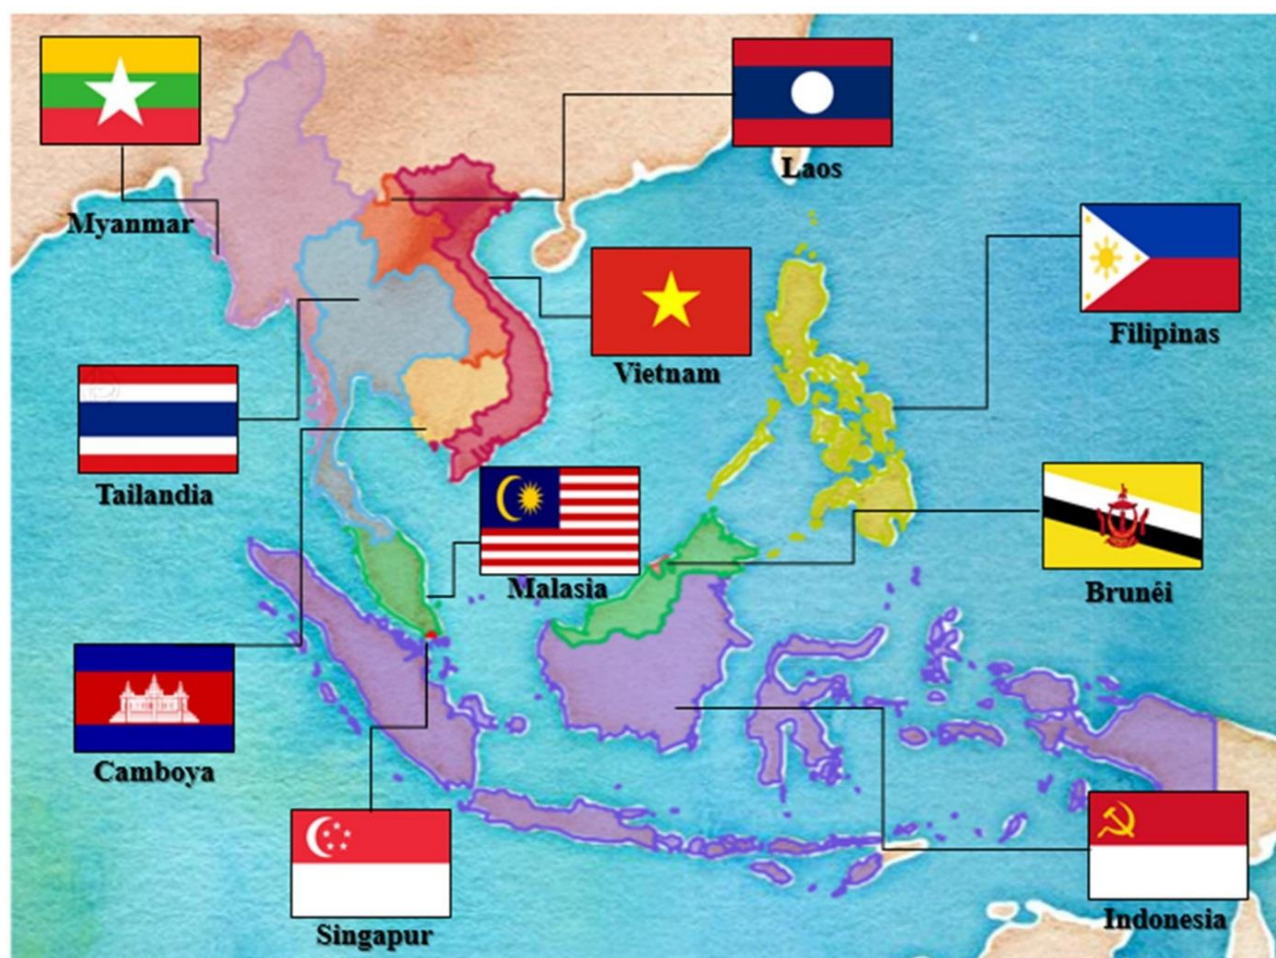 Laos
Myanmar
Filipinas
Vietnam
Tailandia
Malasia
Brunéi
Camboya
Singapur
Indonesia